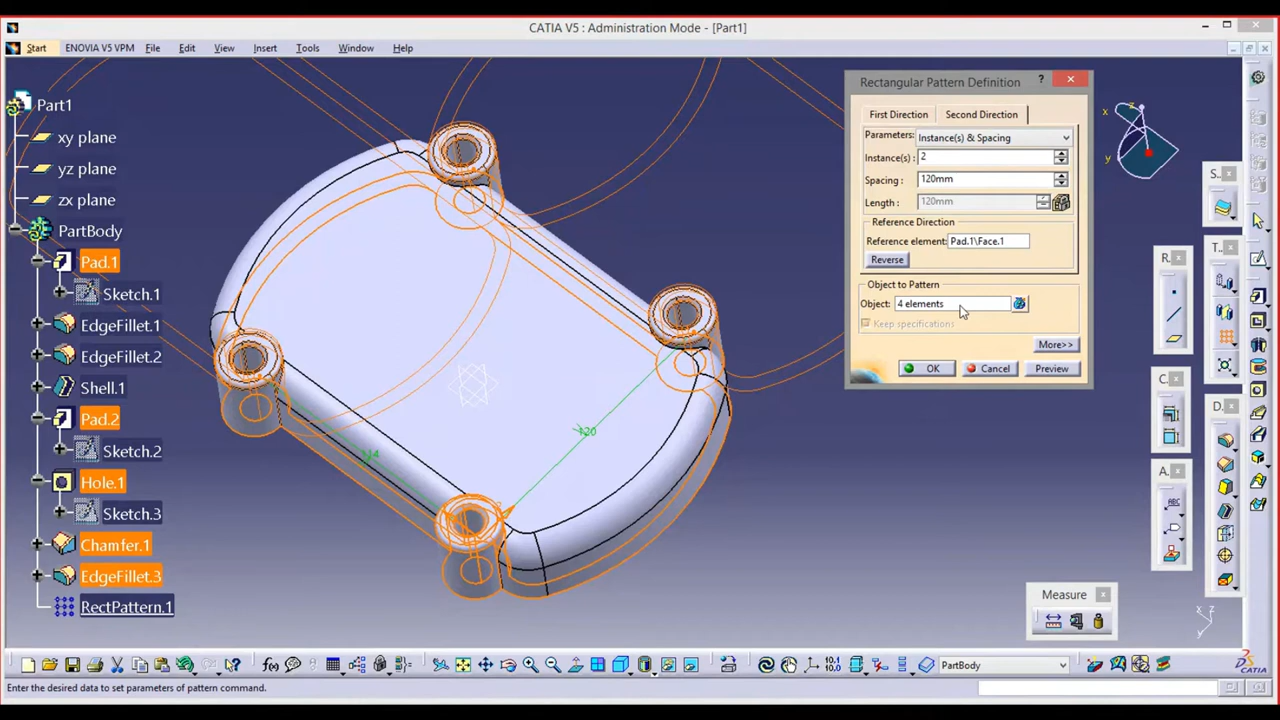 CATIA V5 : Administration Mode - [Part1]
Start ENOVIA V5 VPM File Edit View Insert Tools Window Help
Part1
xy plane
yz plane
zx plane
PartBody
Pad.1
Sketch.1
EdgeFillet.1
EdgeFillet.2
Shell.1
Pad.2
Sketch.2
Hole.1
Sketch.3
Chamfer.1
EdgeFillet.3
RectPattern.1
120
Rectangular Pattern Definition
First Direction Second Direction
Parameters: Instance(s) & Spacing
Instance(s) : 2
Spacing : 120mm
Length : 120mm
Reference Direction
Reference element: Pad.1\Face.1
Reverse
Object to Pattern
Object: 4 elements
Keep specifications
More>>
OK Cancel Preview
x
z
y
S...
R...
T...
C...
D...
A...
Measure
x z
y
PartBody
CATIA
Enter the desired data to set parameters of pattern command.